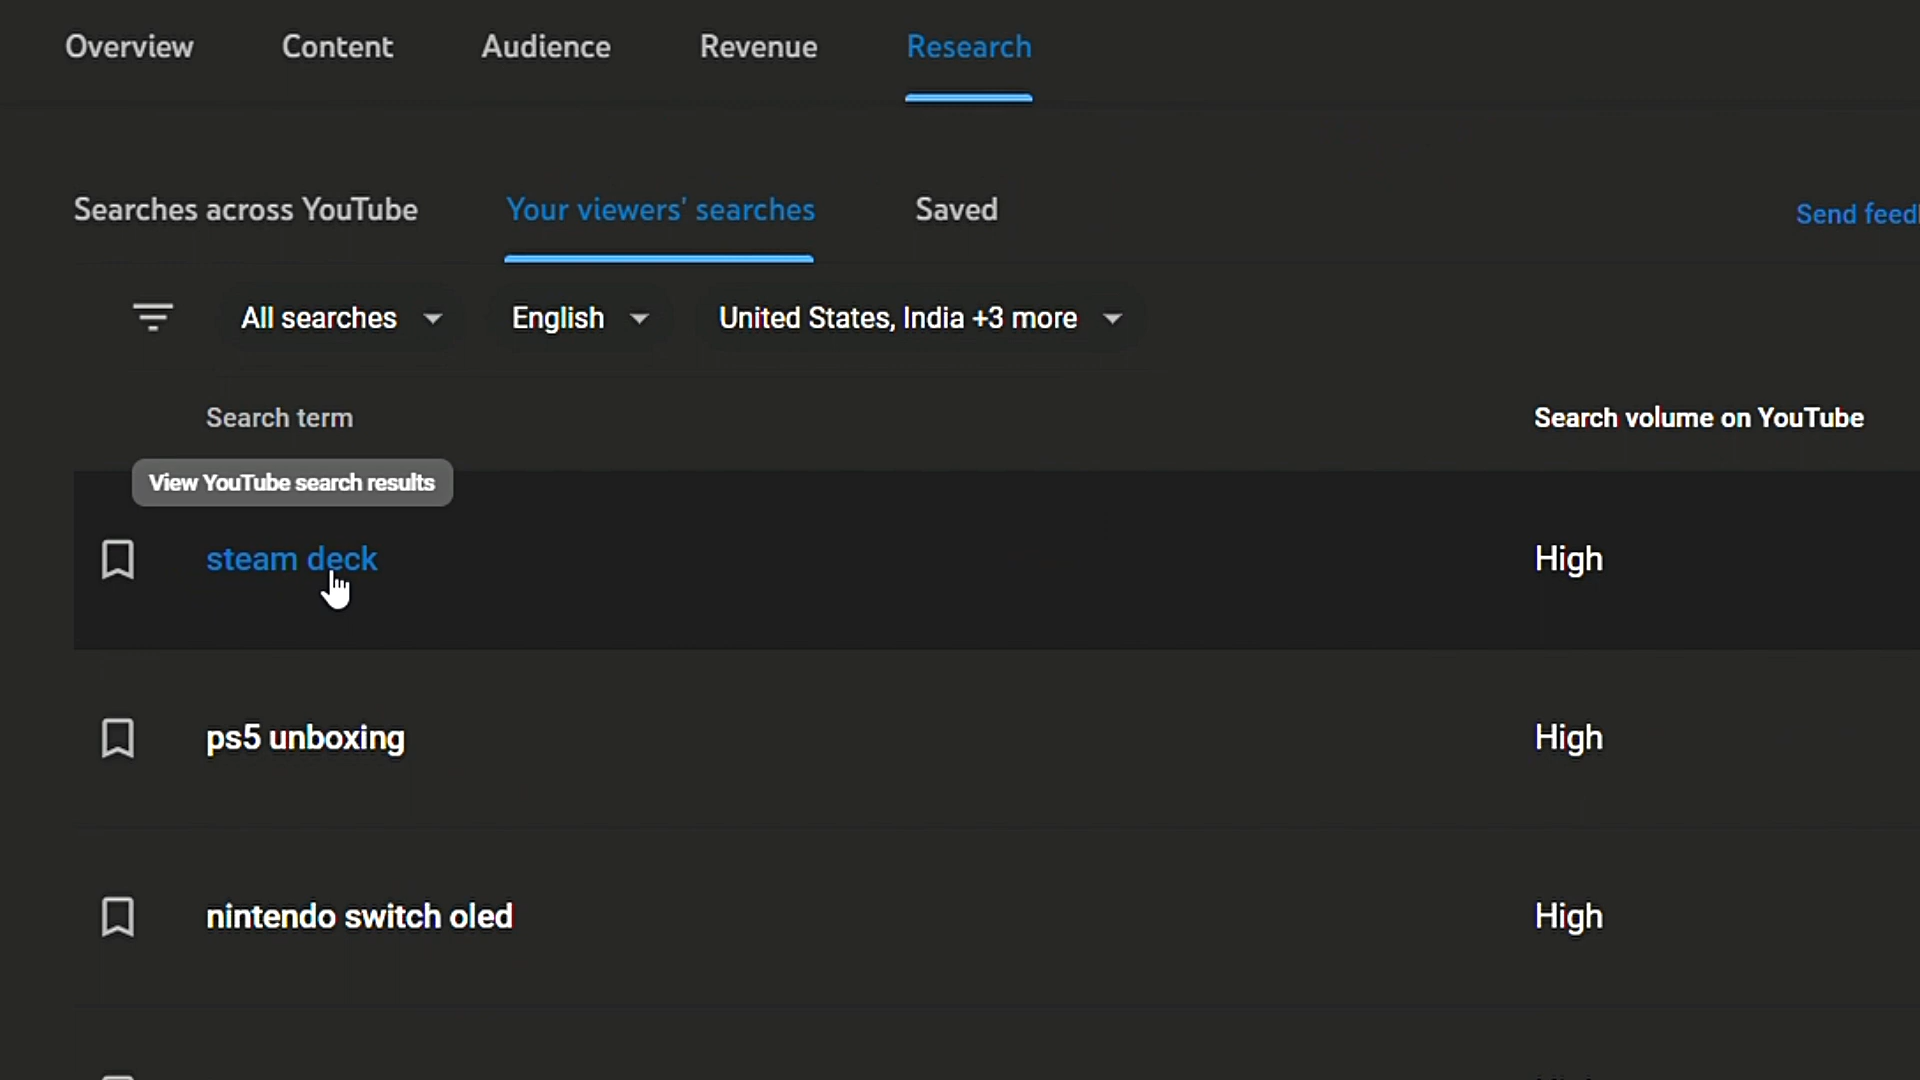 Overview Content Audience Revenue Research
Searches across YouTube Your viewers' searches Saved Send
All searches English United States, India +3 more
Search term Search volume on YouTube
View YouTube search results
steam deck High
ps5 unboxing High
nintendo switch oled High